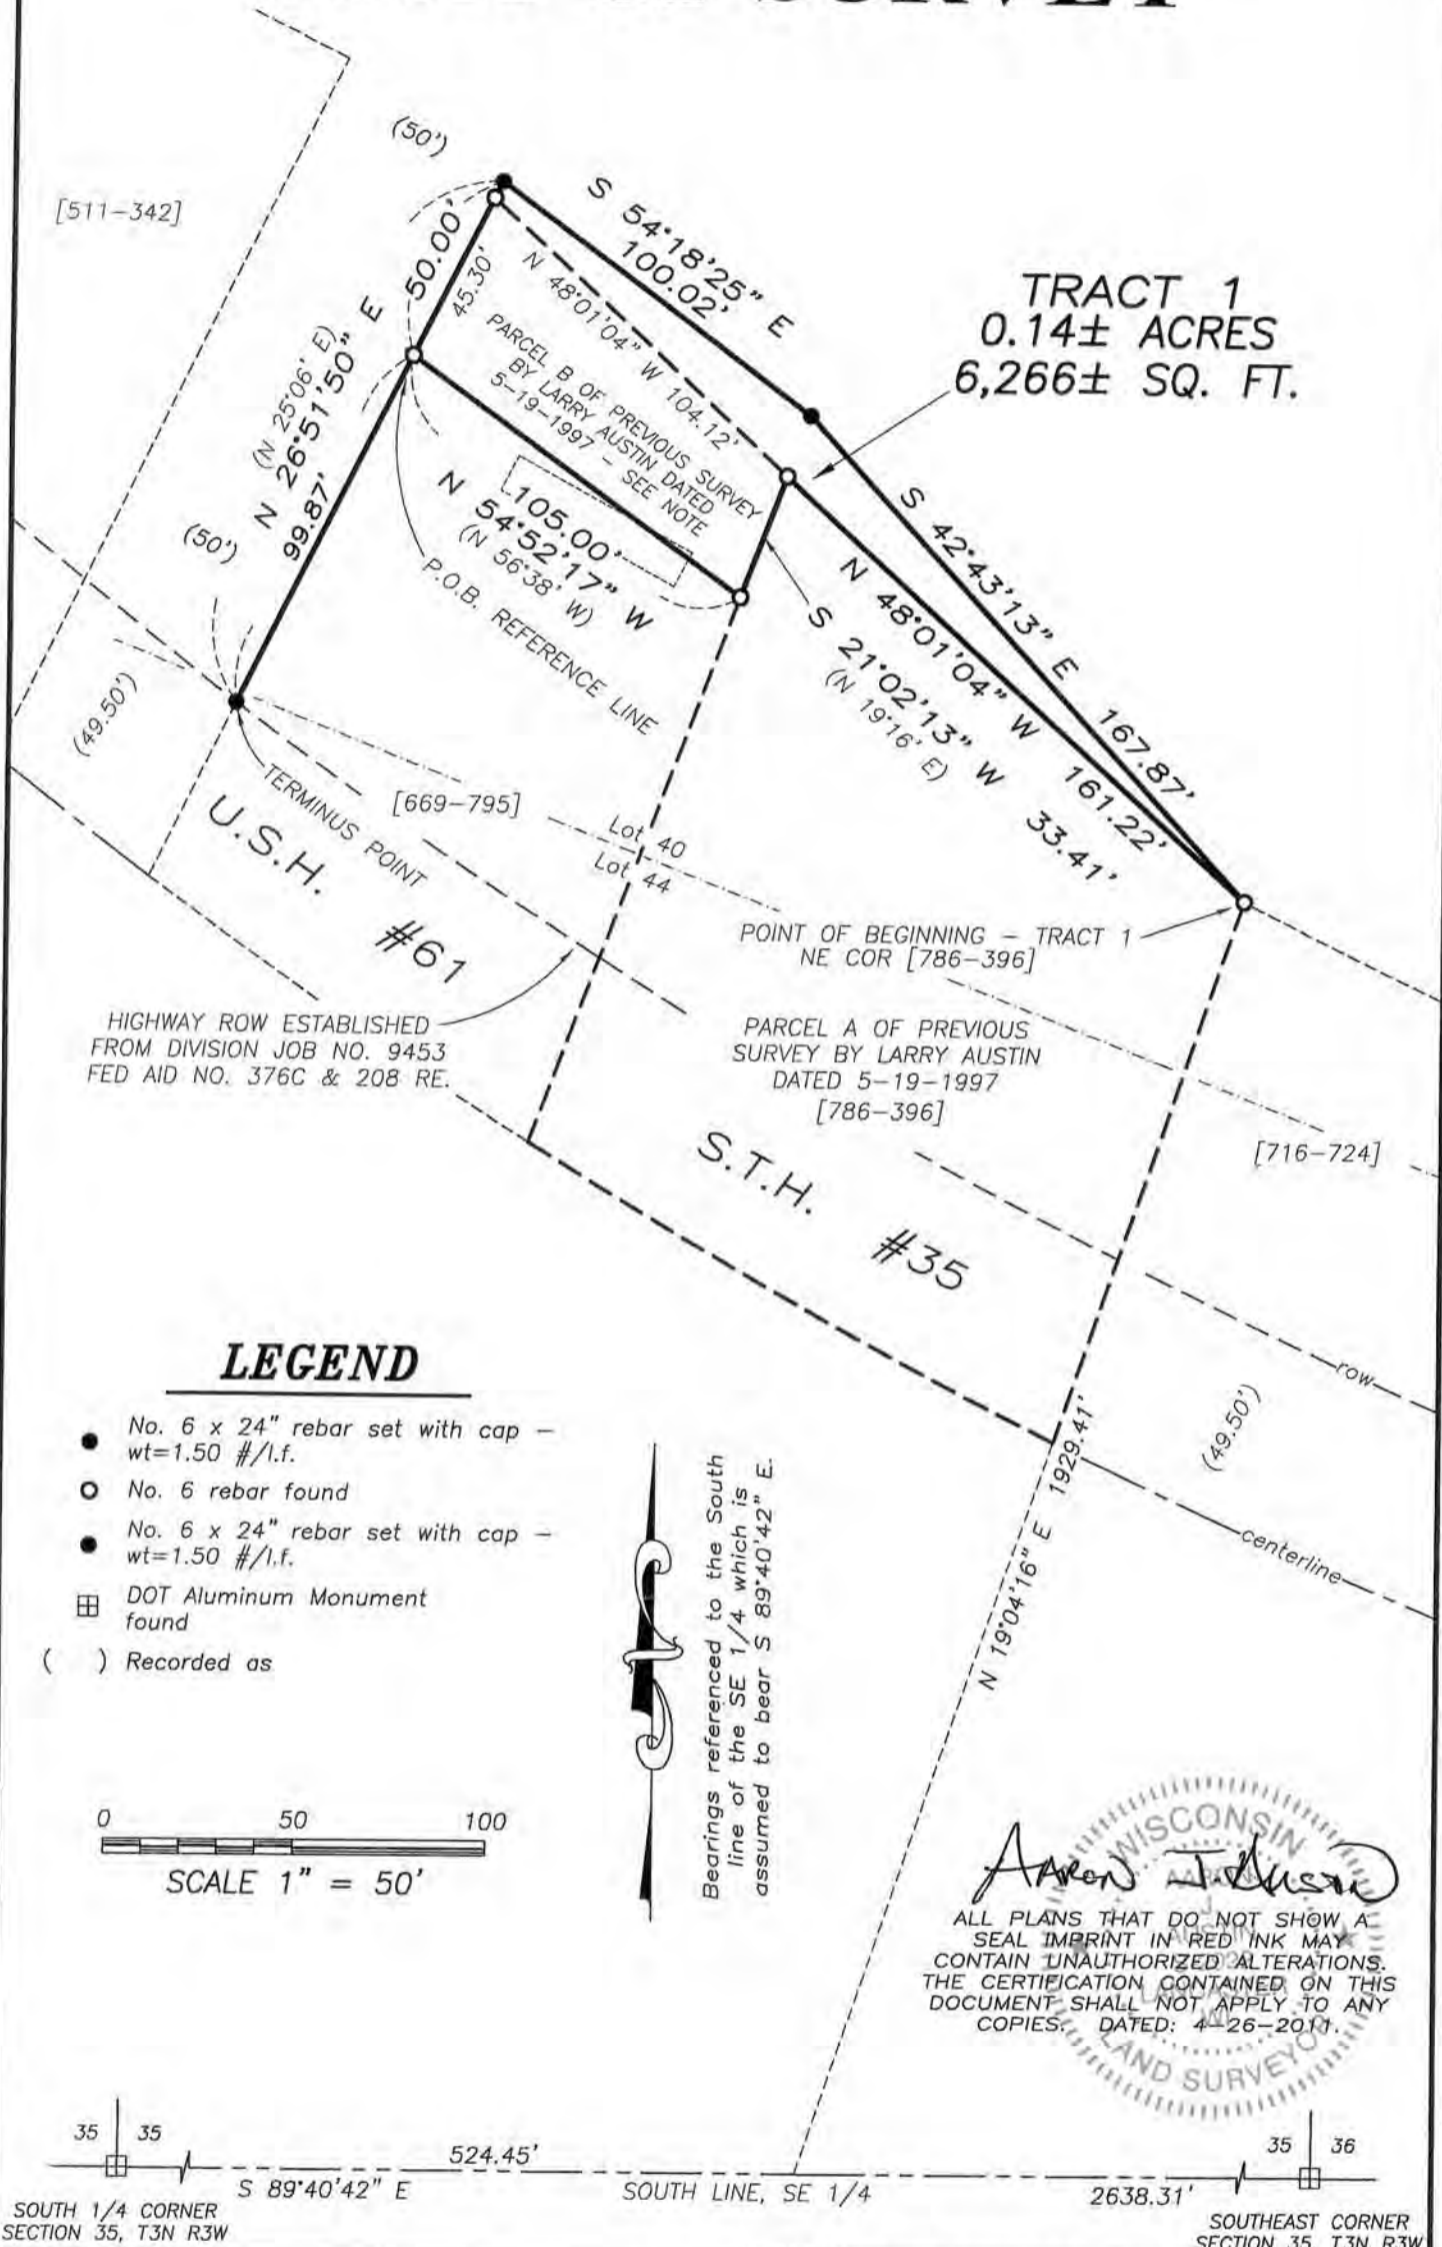 SURVEY
(50')
[511-342]
S 54°18'25" E
100.02'
50.00'
45.30'
N 48°01'04" W 104.12'
TRACT 1
0.14± ACRES
6,266± SQ. FT.
PARCEL B OF PREVIOUS SURVEY
BY LARRY AUSTIN DATED
5-19-1997 - SEE NOTE
(N 25°06' E)
N 26°51'50" E
99.87'
105.00'
N 54°52'17" W
(N 56°38' W)
S 42°43'13" E 167.87'
N 48°01'04" W 161.22'
S 21°02'13" W 33.41'
(N 19°16' E)
(50')
P.O.B. REFERENCE LINE
(49.50')
TERMINUS POINT
[669-795]
Lot 40
Lot 44
U.S.H. #61
POINT OF BEGINNING - TRACT 1
NE COR [786-396]
HIGHWAY ROW ESTABLISHED
FROM DIVISION JOB NO. 9453
FED AID NO. 376C & 208 RE.
PARCEL A OF PREVIOUS
SURVEY BY LARRY AUSTIN
DATED 5-19-1997
[786-396]
[716-724]
S.T.H. #35
row
(49.50')
centerline
N 19°04'16" E 1929.41'
LEGEND
No. 6 x 24" rebar set with cap -
wt=1.50 #/l.f.
No. 6 rebar found
No. 6 x 24" rebar set with cap -
wt=1.50 #/l.f.
DOT Aluminum Monument
found
( ) Recorded as
Bearings referenced to the South
line of the SE 1/4 which is
assumed to bear S 89°40'42" E.
0 50 100
SCALE 1" = 50'
WISCONSIN
AARON
J.
AUSTIN
LANCASTER
WI
LAND SURVEYOR
ALL PLANS THAT DO NOT SHOW A
SEAL IMPRINT IN RED INK MAY
CONTAIN UNAUTHORIZED ALTERATIONS.
THE CERTIFICATION CONTAINED ON THIS
DOCUMENT SHALL NOT APPLY TO ANY
COPIES. DATED: 4-26-2011.
35 35
524.45'
35 36
S 89°40'42" E
SOUTH LINE, SE 1/4
2638.31'
SOUTH 1/4 CORNER
SECTION 35, T3N R3W
SOUTHEAST CORNER
SECTION 35, T3N R3W